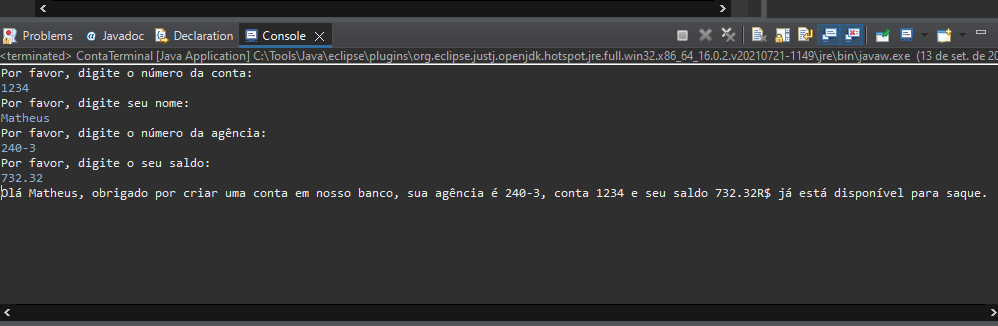 Problems Javadoc Declaration Console
<terminated> ContaTerminal [Java Application] C:\Tools\Java\eclipse\plugins\org.eclipse.justj.openjdk.hotspot.jre.full.win32.x86_64_16.0.2.v20210721-1149\jre\bin\javaw.exe (13 de set. de 20
Por favor, digite o número da conta:
1234
Por favor, digite seu nome:
Matheus
Por favor, digite o número da agência:
240-3
Por favor, digite o seu saldo:
732.32
Olá Matheus, obrigado por criar uma conta em nosso banco, sua agência é 240-3, conta 1234 e seu saldo 732.32R$ já está disponível para saque.